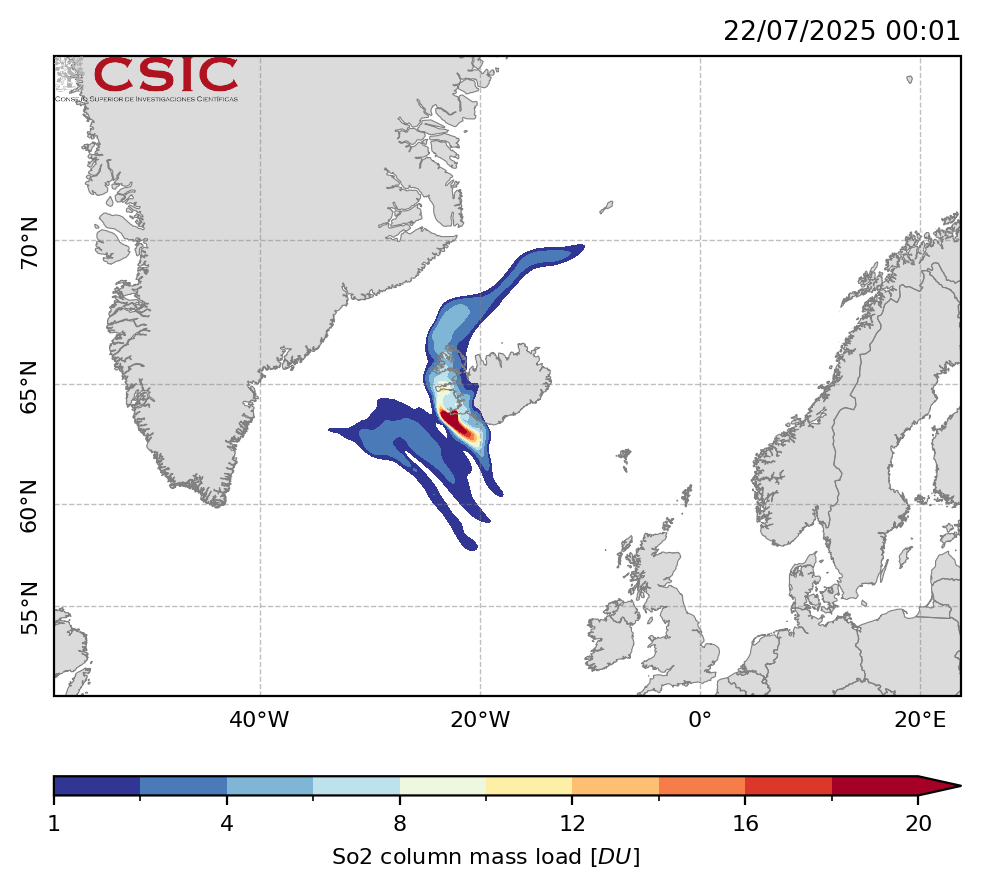 22/07/2025 00:01
CSIC
CONSEJO SUPERIOR DE INVESTIGACIONES CIENTÍFICAS
70°N
65°N
60°N
55°N
40°W 20°W 0° 20°E
1 4 8 12 16 20
So2 column mass load [DU]